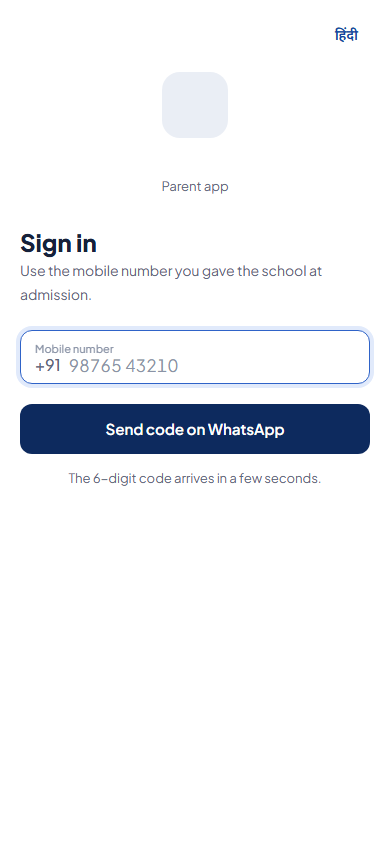 हिंदी
Parent app
Sign in
Use the mobile number you gave the school at
admission.
Mobile number
+91 98765 43210
Send code on WhatsApp
The 6-digit code arrives in a few seconds.